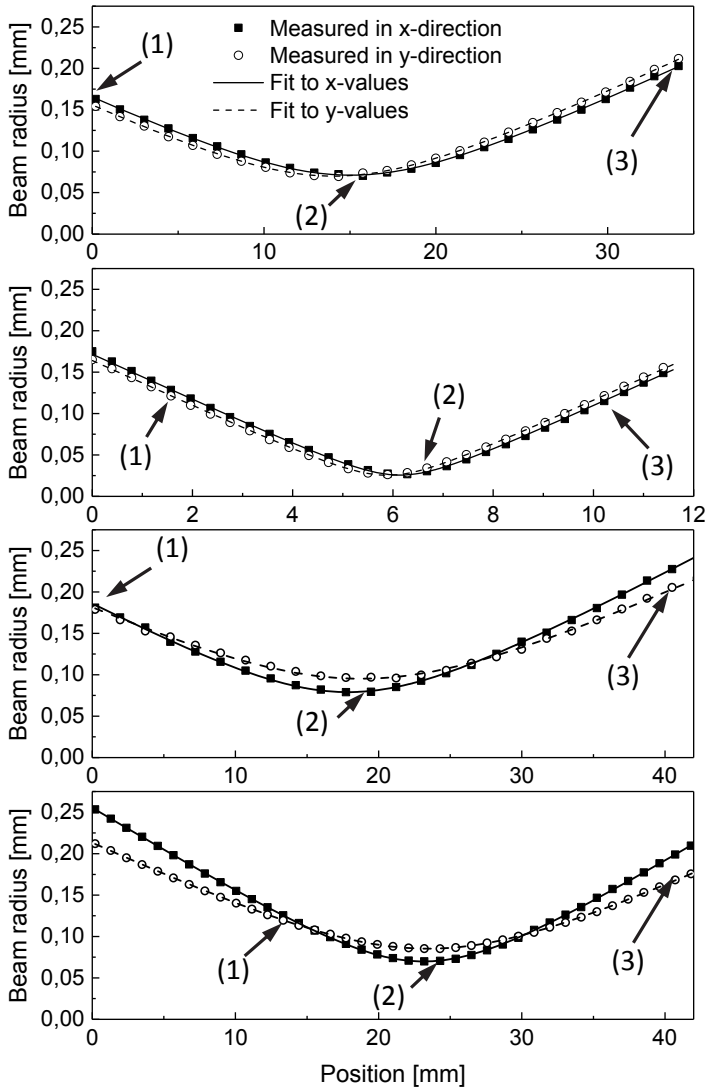 0,25
0,20
0,15
0,10
0,05
0,00
Beam radius [mm]
(1)
Measured in x-direction
Measured in y-direction
Fit to x-values
Fit to y-values
(2)
(3)
0 10 20 30
0,25
0,20
0,15
0,10
0,05
0,00
Beam radius [mm]
(1)
(2)
(3)
0 2 4 6 8 10 12
0,25
0,20
0,15
0,10
0,05
0,00
Beam radius [mm]
(1)
(2)
(3)
0 10 20 30 40
0,25
0,20
0,15
0,10
0,05
0,00
Beam radius [mm]
(1)
(2)
(3)
0 10 20 30 40
Position [mm]